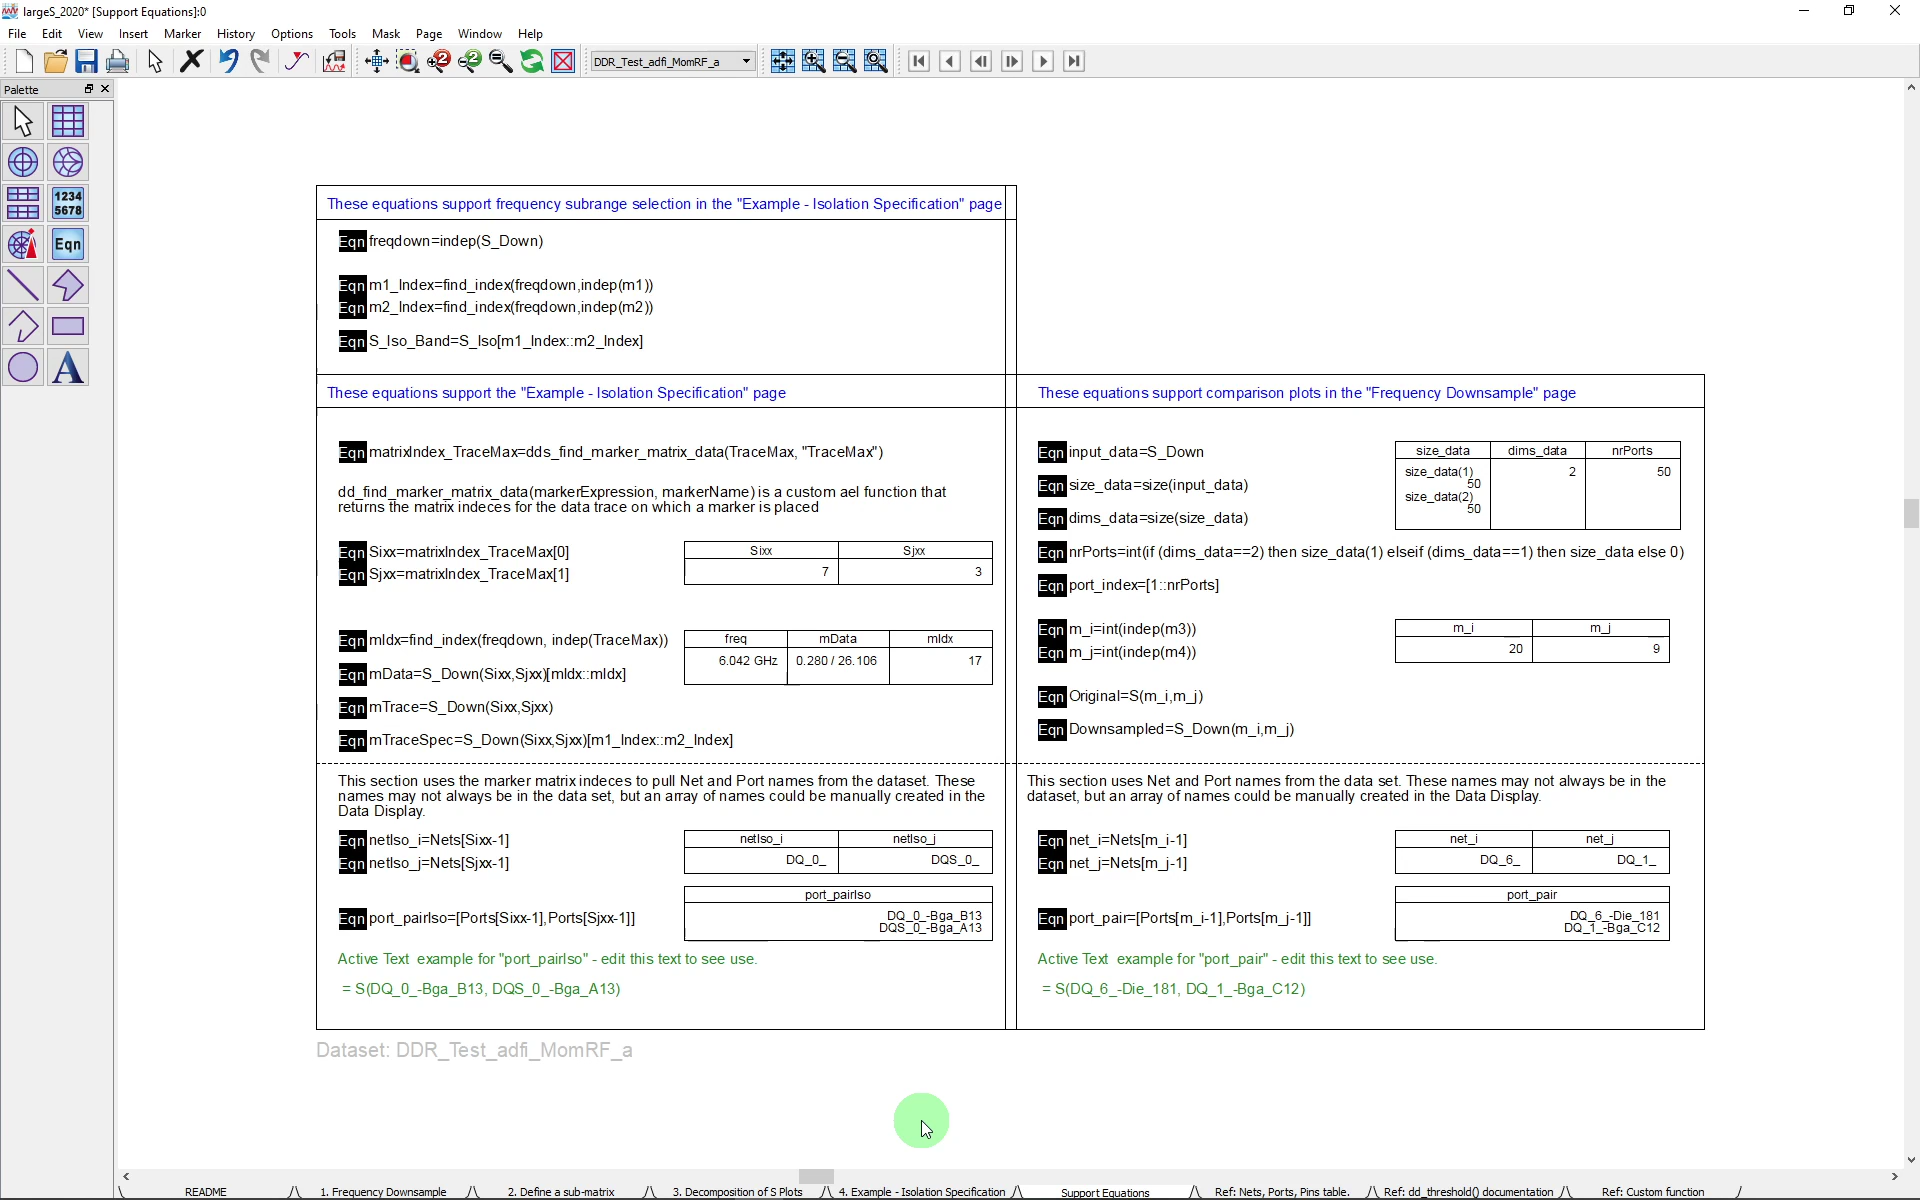 largeS_2020* [Support Equations]:0
File Edit View Insert Marker History Options Tools Mask Page Window Help
DDR_Test_adfi_MomRF_a
Palette
1234
5678
Eqn
These equations support frequency subrange selection in the "Example - Isolation Specification" page
Eqn freqdown=indep(S_Down)
Eqn m1_Index=find_index(freqdown,indep(m1))
Eqn m2_Index=find_index(freqdown,indep(m2))
Eqn S_Iso_Band=S_Iso[m1_Index::m2_Index]
These equations support the "Example - Isolation Specification" page
Eqn matrixIndex_TraceMax=dds_find_marker_matrix_data(TraceMax, "TraceMax")
dd_find_marker_matrix_data(markerExpression, markerName) is a custom ael function that
returns the matrix indeces for the data trace on which a marker is placed
Eqn Sixx=matrixIndex_TraceMax[0]
Eqn Sjxx=matrixIndex_TraceMax[1]
Sixx Sjxx
7 3
Eqn mIdx=find_index(freqdown, indep(TraceMax))
Eqn mData=S_Down(Sixx,Sjxx)[mIdx::mIdx]
freq mData mIdx
6.042 GHz 0.280 / 26.106 17
Eqn mTrace=S_Down(Sixx,Sjxx)
Eqn mTraceSpec=S_Down(Sixx,Sjxx)[m1_Index::m2_Index]
This section uses the marker matrix indeces to pull Net and Port names from the dataset. These
names may not always be in the data set, but an array of names could be manually created in the
Data Display.
Eqn netIso_i=Nets[Sixx-1]
Eqn netIso_j=Nets[Sjxx-1]
netIso_i netIso_j
DQ_0_ DQS_0_
Eqn port_pairIso=[Ports[Sixx-1],Ports[Sjxx-1]]
port_pairIso
DQ_0_-Bga_B13
DQS_0_-Bga_A13
Active Text example for "port_pairIso" - edit this text to see use.
= S(DQ_0_-Bga_B13, DQS_0_-Bga_A13)
These equations support comparison plots in the "Frequency Downsample" page
Eqn input_data=S_Down
Eqn size_data=size(input_data)
Eqn dims_data=size(size_data)
size_data dims_data nrPorts
size_data(1) 2 50
50
size_data(2)
50
Eqn nrPorts=int(if (dims_data==2) then size_data(1) elseif (dims_data==1) then size_data else 0)
Eqn port_index=[1::nrPorts]
Eqn m_i=int(indep(m3))
Eqn m_j=int(indep(m4))
m_i m_j
20 9
Eqn Original=S(m_i,m_j)
Eqn Downsampled=S_Down(m_i,m_j)
This section uses Net and Port names from the data set. These names may not always be in the
dataset, but an array of names could be manually created in the Data Display.
Eqn net_i=Nets[m_i-1]
Eqn net_j=Nets[m_j-1]
net_i net_j
DQ_6_ DQ_1_
Eqn port_pair=[Ports[m_i-1],Ports[m_j-1]]
port_pair
DQ_6_-Die_181
DQ_1_-Bga_C12
Active Text example for "port_pair" - edit this text to see use.
= S(DQ_6_-Die_181, DQ_1_-Bga_C12)
Dataset: DDR_Test_adfi_MomRF_a
README 1. Frequency Downsample 2. Define a sub-matrix 3. Decomposition of S Plots 4. Example - Isolation Specification Support Equations Ref: Nets, Ports, Pins table. Ref: dd_threshold() documentation Ref: Custom function